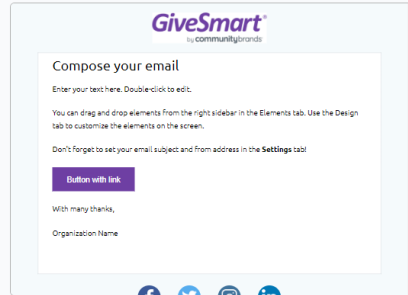 GiveSmart
by communitybrands
Compose your email
Enter your text here. Double-click to edit.
You can drag and drop elements from the right sidebar in the Elements tab. Use the Design
tab to customize the elements on the screen.
Don't forget to set your email subject and from address in the Settings tab!
Button with link
With many thanks,
Organization Name